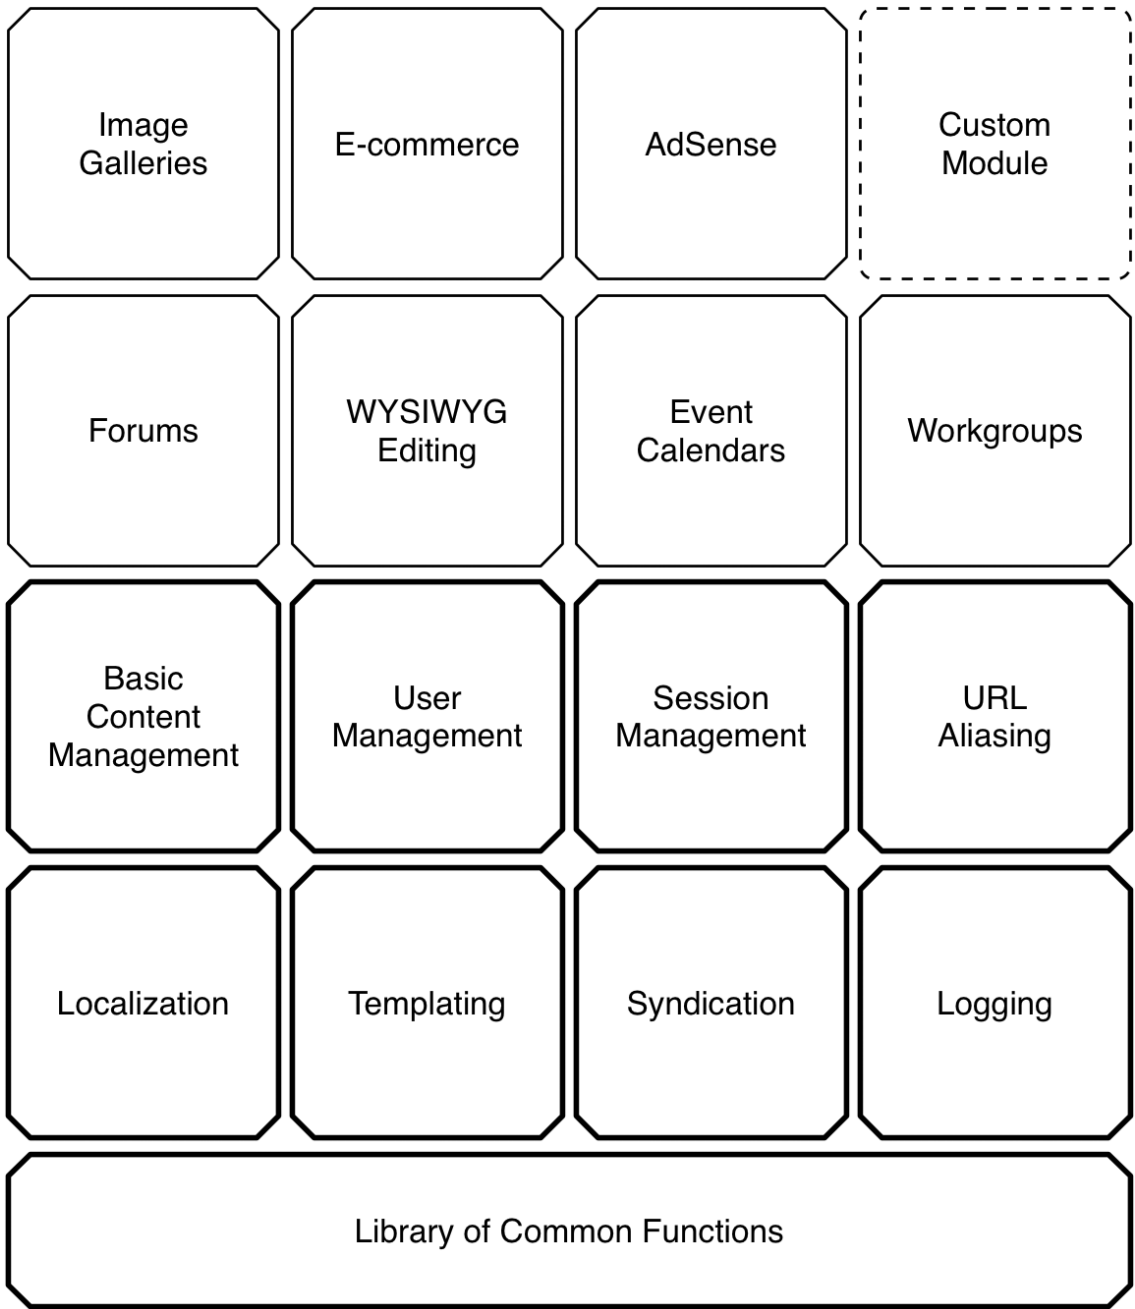 Image
Galleries
E-commerce
AdSense
Custom
Module
Forums
WYSIWYG
Editing
Event
Calendars
Workgroups
Basic
Content
Management
User
Management
Session
Management
URL
Aliasing
Localization
Templating
Syndication
Logging
Library of Common Functions